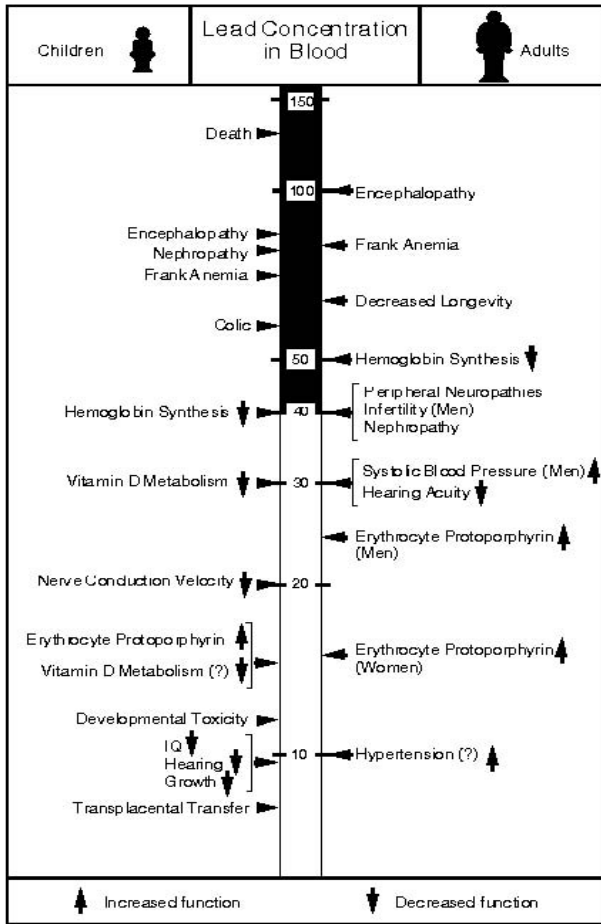 Children
Lead Concentration
in Blood
Adults
150
Death
100
Encephalopathy
Encephalopathy
Nephropathy
Frank Anemia
Frank Anemia
Decreased Longevity
Colic
50
Hemoglobin Synthesis
Peripheral Neuropathies
Hemoglobin Synthesis
40
Infertility (Men)
Nephropathy
Systolic Blood Pressure (Men)
Vitamin D Metabolism
30
Hearing Acuity
Erythrocyte Protoporphyrin
(Men)
Nerve Conduction Velocity
20
Erythrocyte Protoporphyrin
Vitamin D Metabolism (?)
Erythrocyte Protoporphyrin
(Women)
Developmental Toxicity
IQ
Hearing
Growth
10
Hypertension (?)
Transplacental Transfer
Increased function
Decreased function